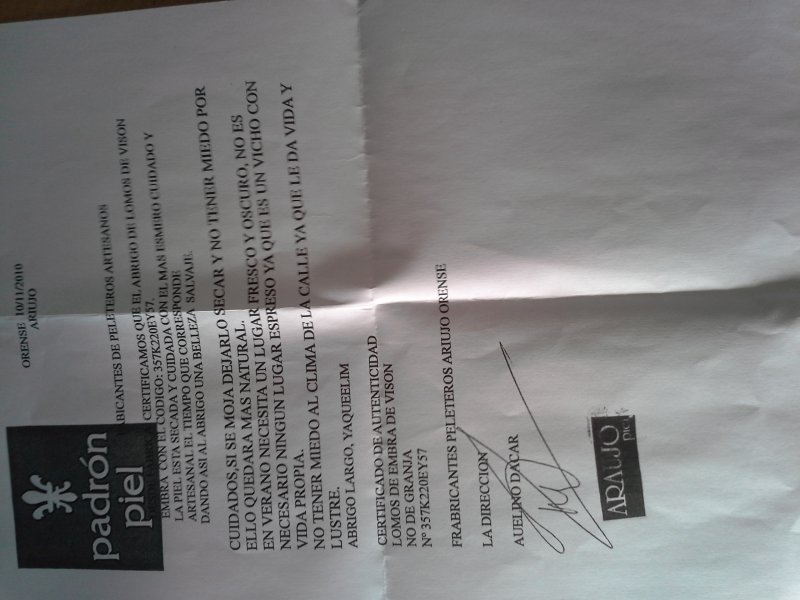 padrón
piel
ORENSE 10/11/2010
ARIUJO
ABICANTES DE PELETEROS ARTESANOS
CERTIFICAMOS QUE EL ABRIGO DE LOMOS DE VISON
EMBRA CON EL CODIGO: 357K220EY57.
LA PIEL ESTA SECADA Y CUIDADA CON EL MAS ESMERO CUIDADO Y
ARTESANAL EL TIEMPO QUE CORRESPONDE
DANDO ASI AL ABRIGO UNA BELLEZA SALVAJE.
CUIDADOS, SI SE MOJA DEJARLO SECAR Y NO TENER MIEDO POR
ELLO QUEDARA MAS NATURAL.
EN VERANO NECESITA UN LUGAR FRESCO Y OSCURO, NO ES
NECESARIO NINGUN LUGAR ESPRESO YA QUE ES UN VICHO CON
VIDA PROPIA.
NO TENER MIEDO AL CLIMA DE LA CALLE YA QUE LE DA VIDA Y
LUSTRE.
ABRIGO LARGO, YAQUEELIM
CERTIFICADO DE AUTENTICIDAD
LOMOS DE EMBRA DE VISON
NO DE GRANJA
Nº 357K220EY57
FRABRICANTES PELETEROS ARIUJO ORENSE
LA DIRECCION
AUELINO DACAR
ARAUJO
piel